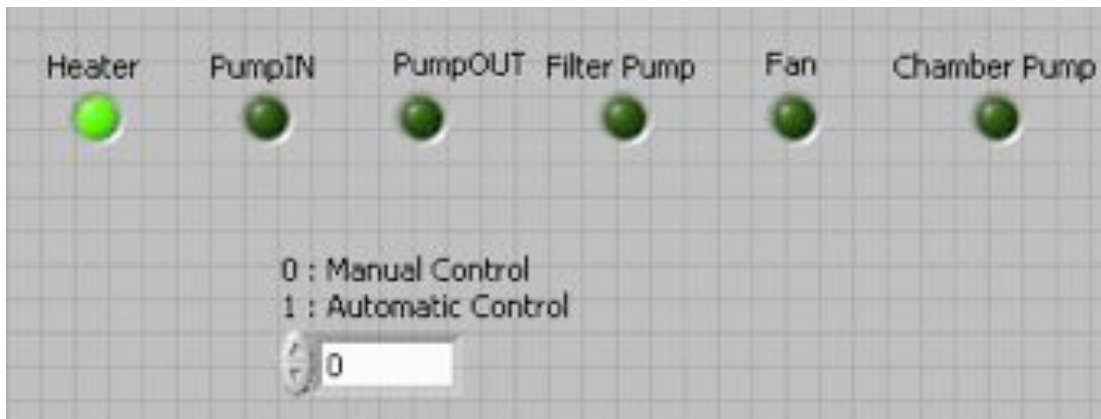 Heater PumpIN PumpOUT Filter Pump Fan Chamber Pump
0 : Manual Control
1 : Automatic Control
0